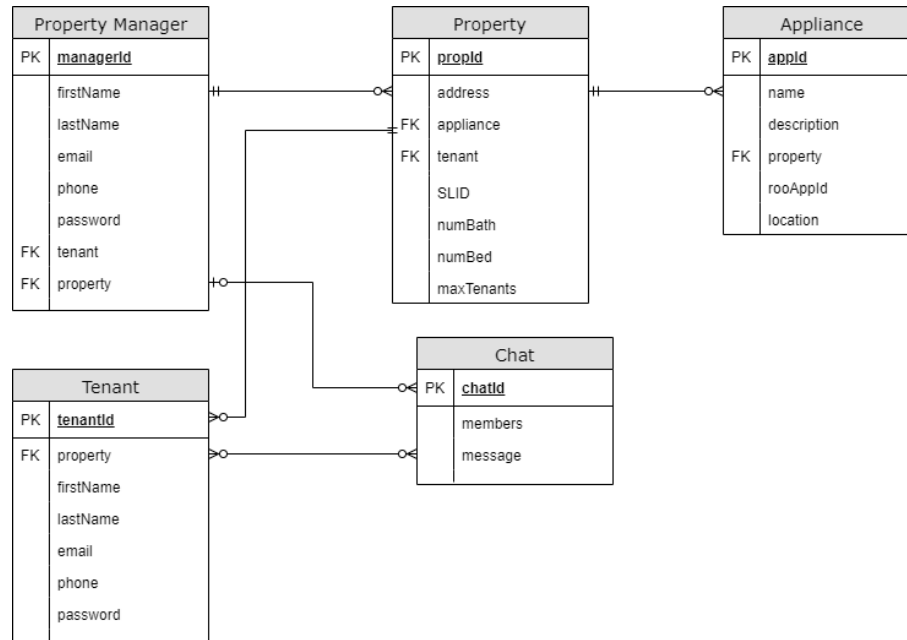 Property Manager
PK managerId
firstName
lastName
email
phone
password
FK tenant
FK property
Property
PK propId
address
FK appliance
FK tenant
SLID
numBath
numBed
maxTenants
Appliance
PK appId
name
description
FK property
rooAppId
location
Tenant
PK tenantId
FK property
firstName
lastName
email
phone
password
Chat
PK chatId
members
message